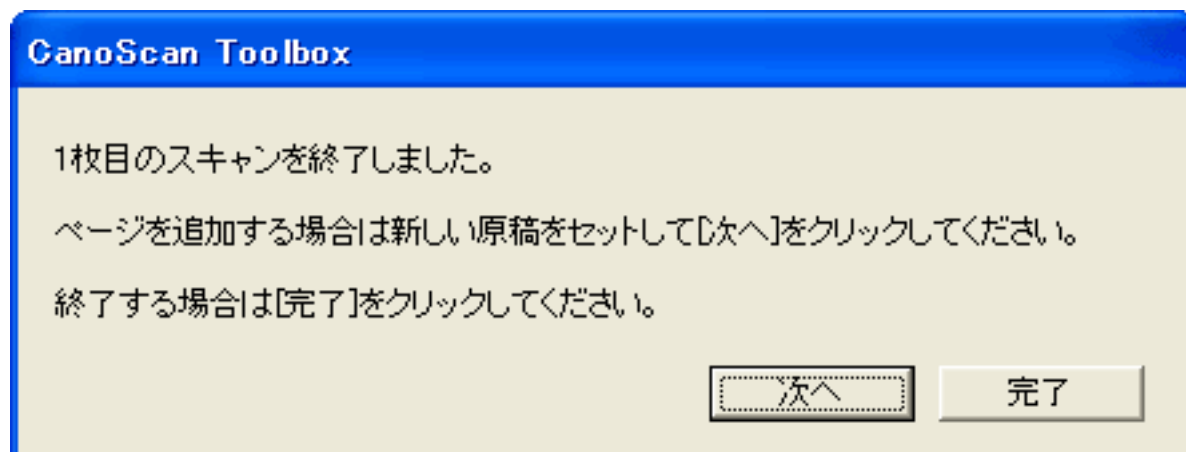 CanoScan Toolbox
1枚目のスキャンを終了しました。
ページを追加する場合は新しい原稿をセットして[次へ]をクリックしてください。
終了する場合は[完了]をクリックしてください。
次へ 完了